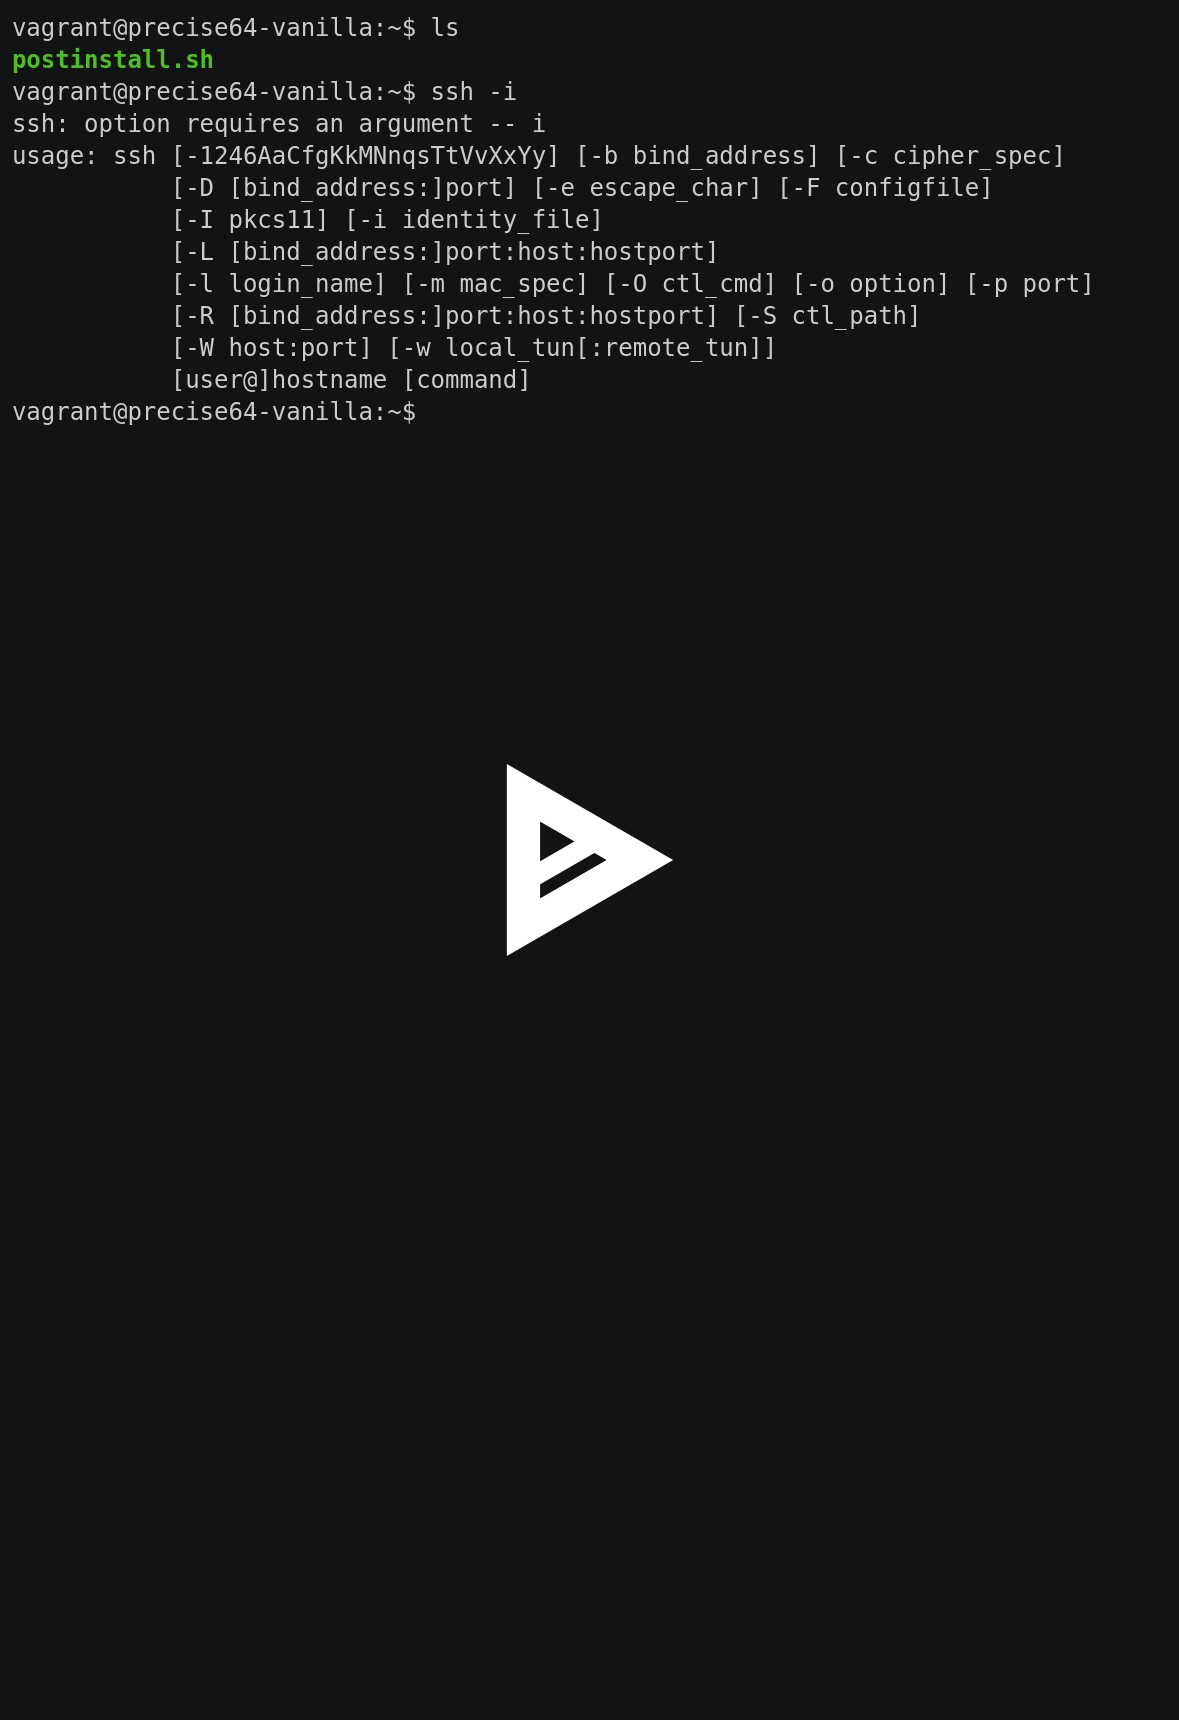 vagrant@precise64-vanilla:~$ ls
postinstall.sh
vagrant@precise64-vanilla:~$ ssh -i
ssh: option requires an argument -- i
usage: ssh [-1246AaCfgKkMNnqsTtVvXxYy] [-b bind_address] [-c cipher_spec]
           [-D [bind_address:]port] [-e escape_char] [-F configfile]
           [-I pkcs11] [-i identity_file]
           [-L [bind_address:]port:host:hostport]
           [-l login_name] [-m mac_spec] [-O ctl_cmd] [-o option] [-p port]
           [-R [bind_address:]port:host:hostport] [-S ctl_path]
           [-W host:port] [-w local_tun[:remote_tun]]
           [user@]hostname [command]
vagrant@precise64-vanilla:~$